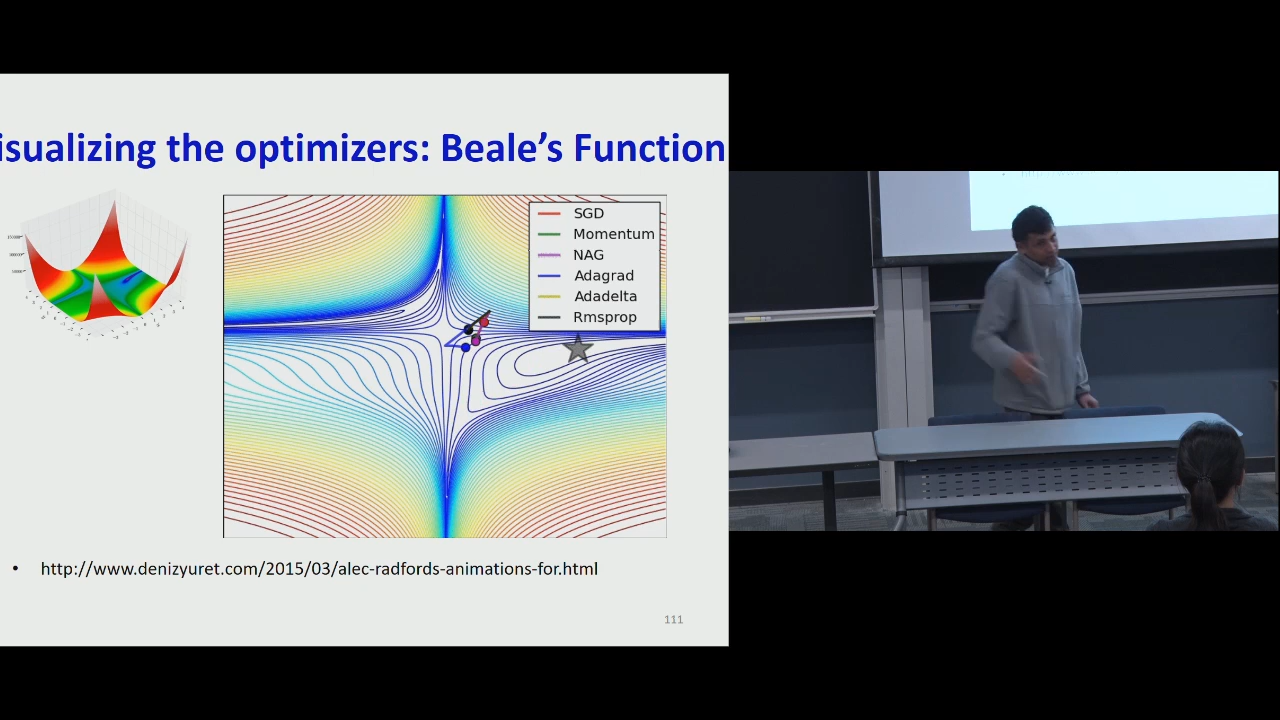 isualizing the optimizers: Beale's Function
SGD
Momentum
NAG
Adagrad
Adadelta
Rmsprop
• http://www.denizyuret.com/2015/03/alec-radfords-animations-for.html
111